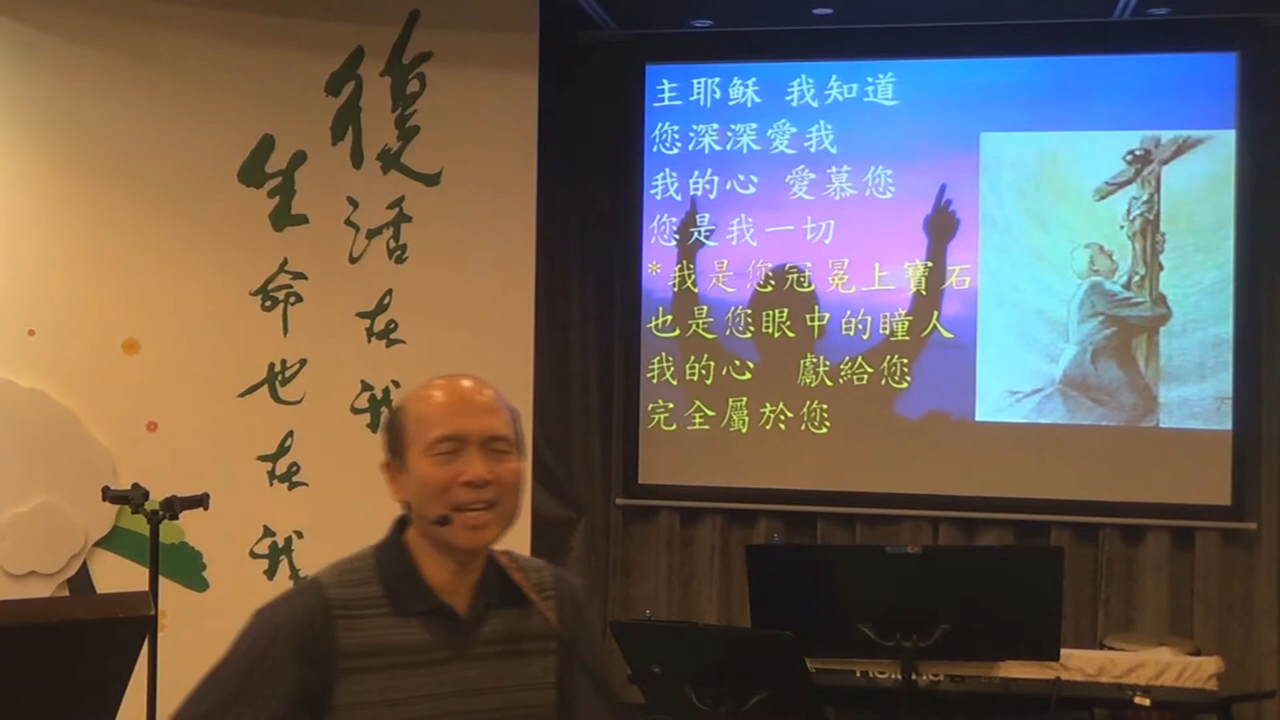 復活在我
生命也在我
主耶穌 我知道
您深深愛我
我的心 愛慕您
您是我一切
*我是您冠冕上寶石
也是您眼中的瞳人
我的心 獻給您
完全屬於您
Roland